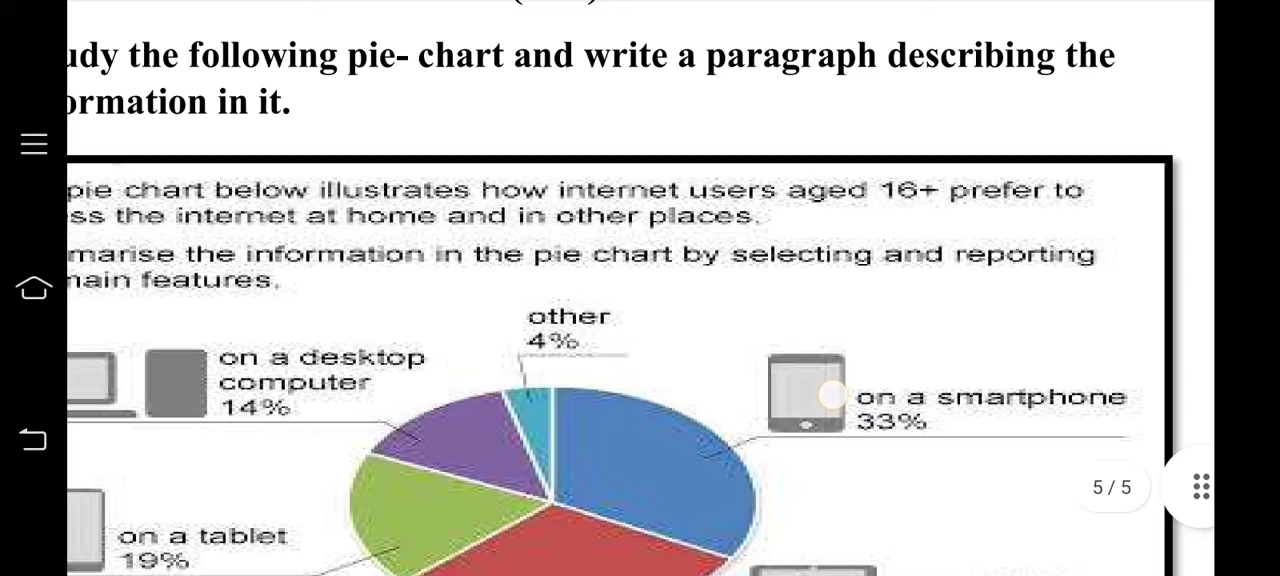 udy the following pie- chart and write a paragraph describing the
ormation in it.
pie chart below illustrates how internet users aged 16+ prefer to
ss the internet at home and in other places.
marise the information in the pie chart by selecting and reporting
main features.
other
4%
on a desktop
computer
14%
on a smartphone
33%
5 / 5
on a tablet
19%